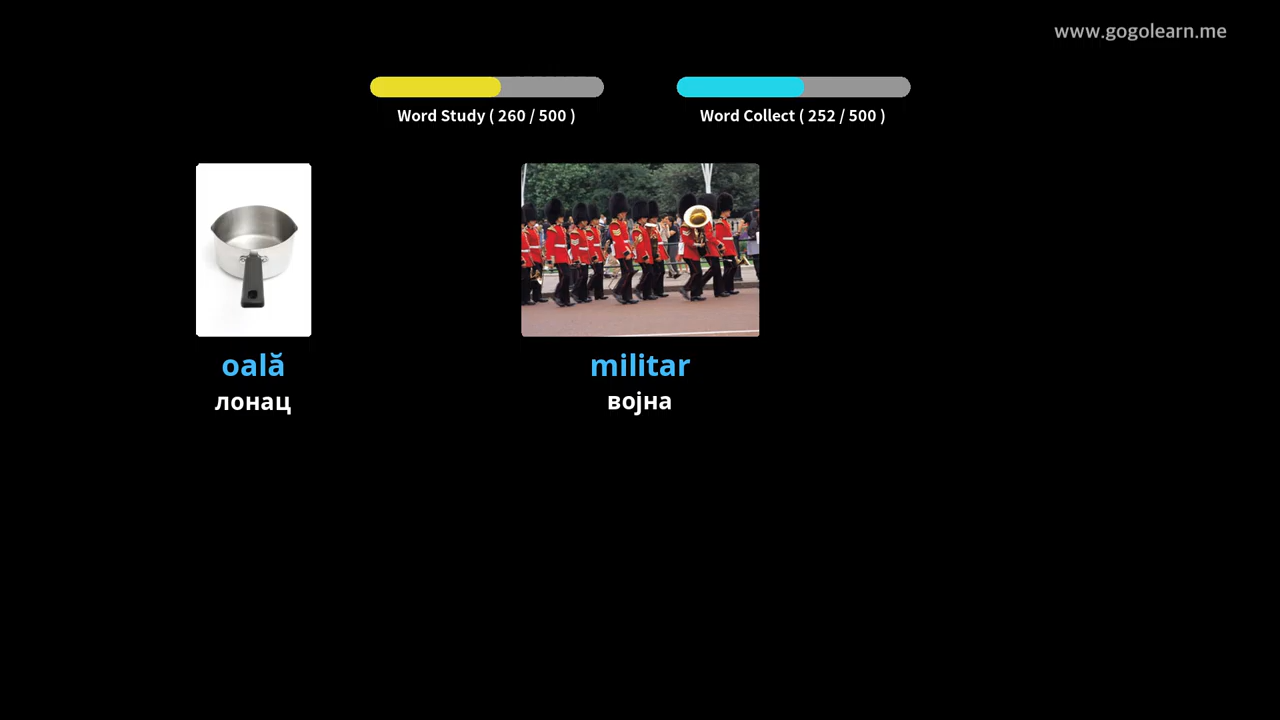 www.gogolearn.me
Word Study ( 260 / 500 )
Word Collect ( 252 / 500 )
oală
лонац
militar
војна